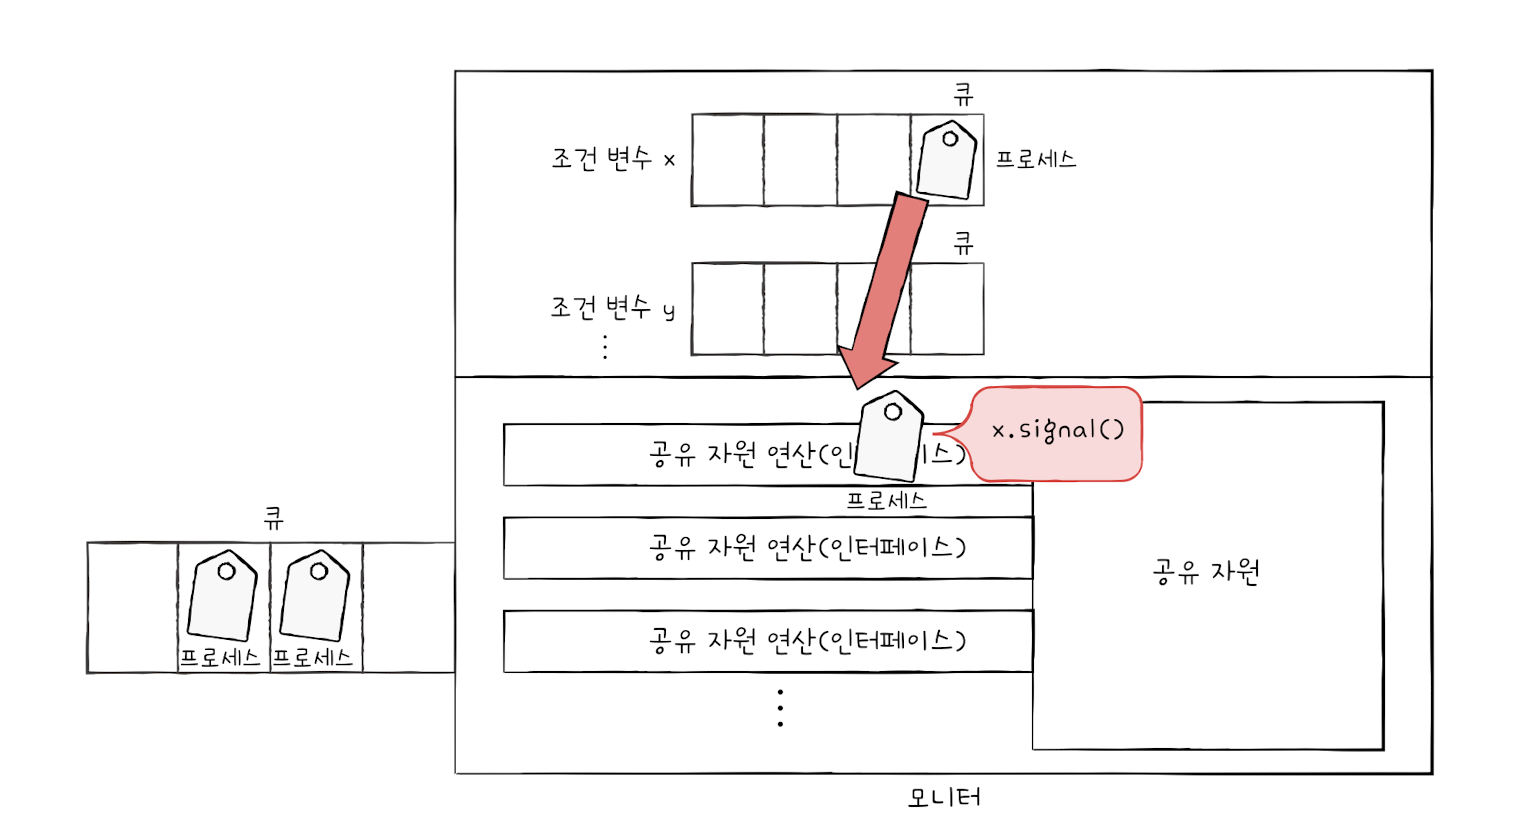 큐
조건 변수 x
프로세스
큐
조건 변수 y
⋮
x.signal()
공유 자원 연산(인 이스)
프로세스
큐
공유 자원 연산(인터페이스)
공유 자원
공유 자원 연산(인터페이스)
프로세스 프로세스
⋮
모니터